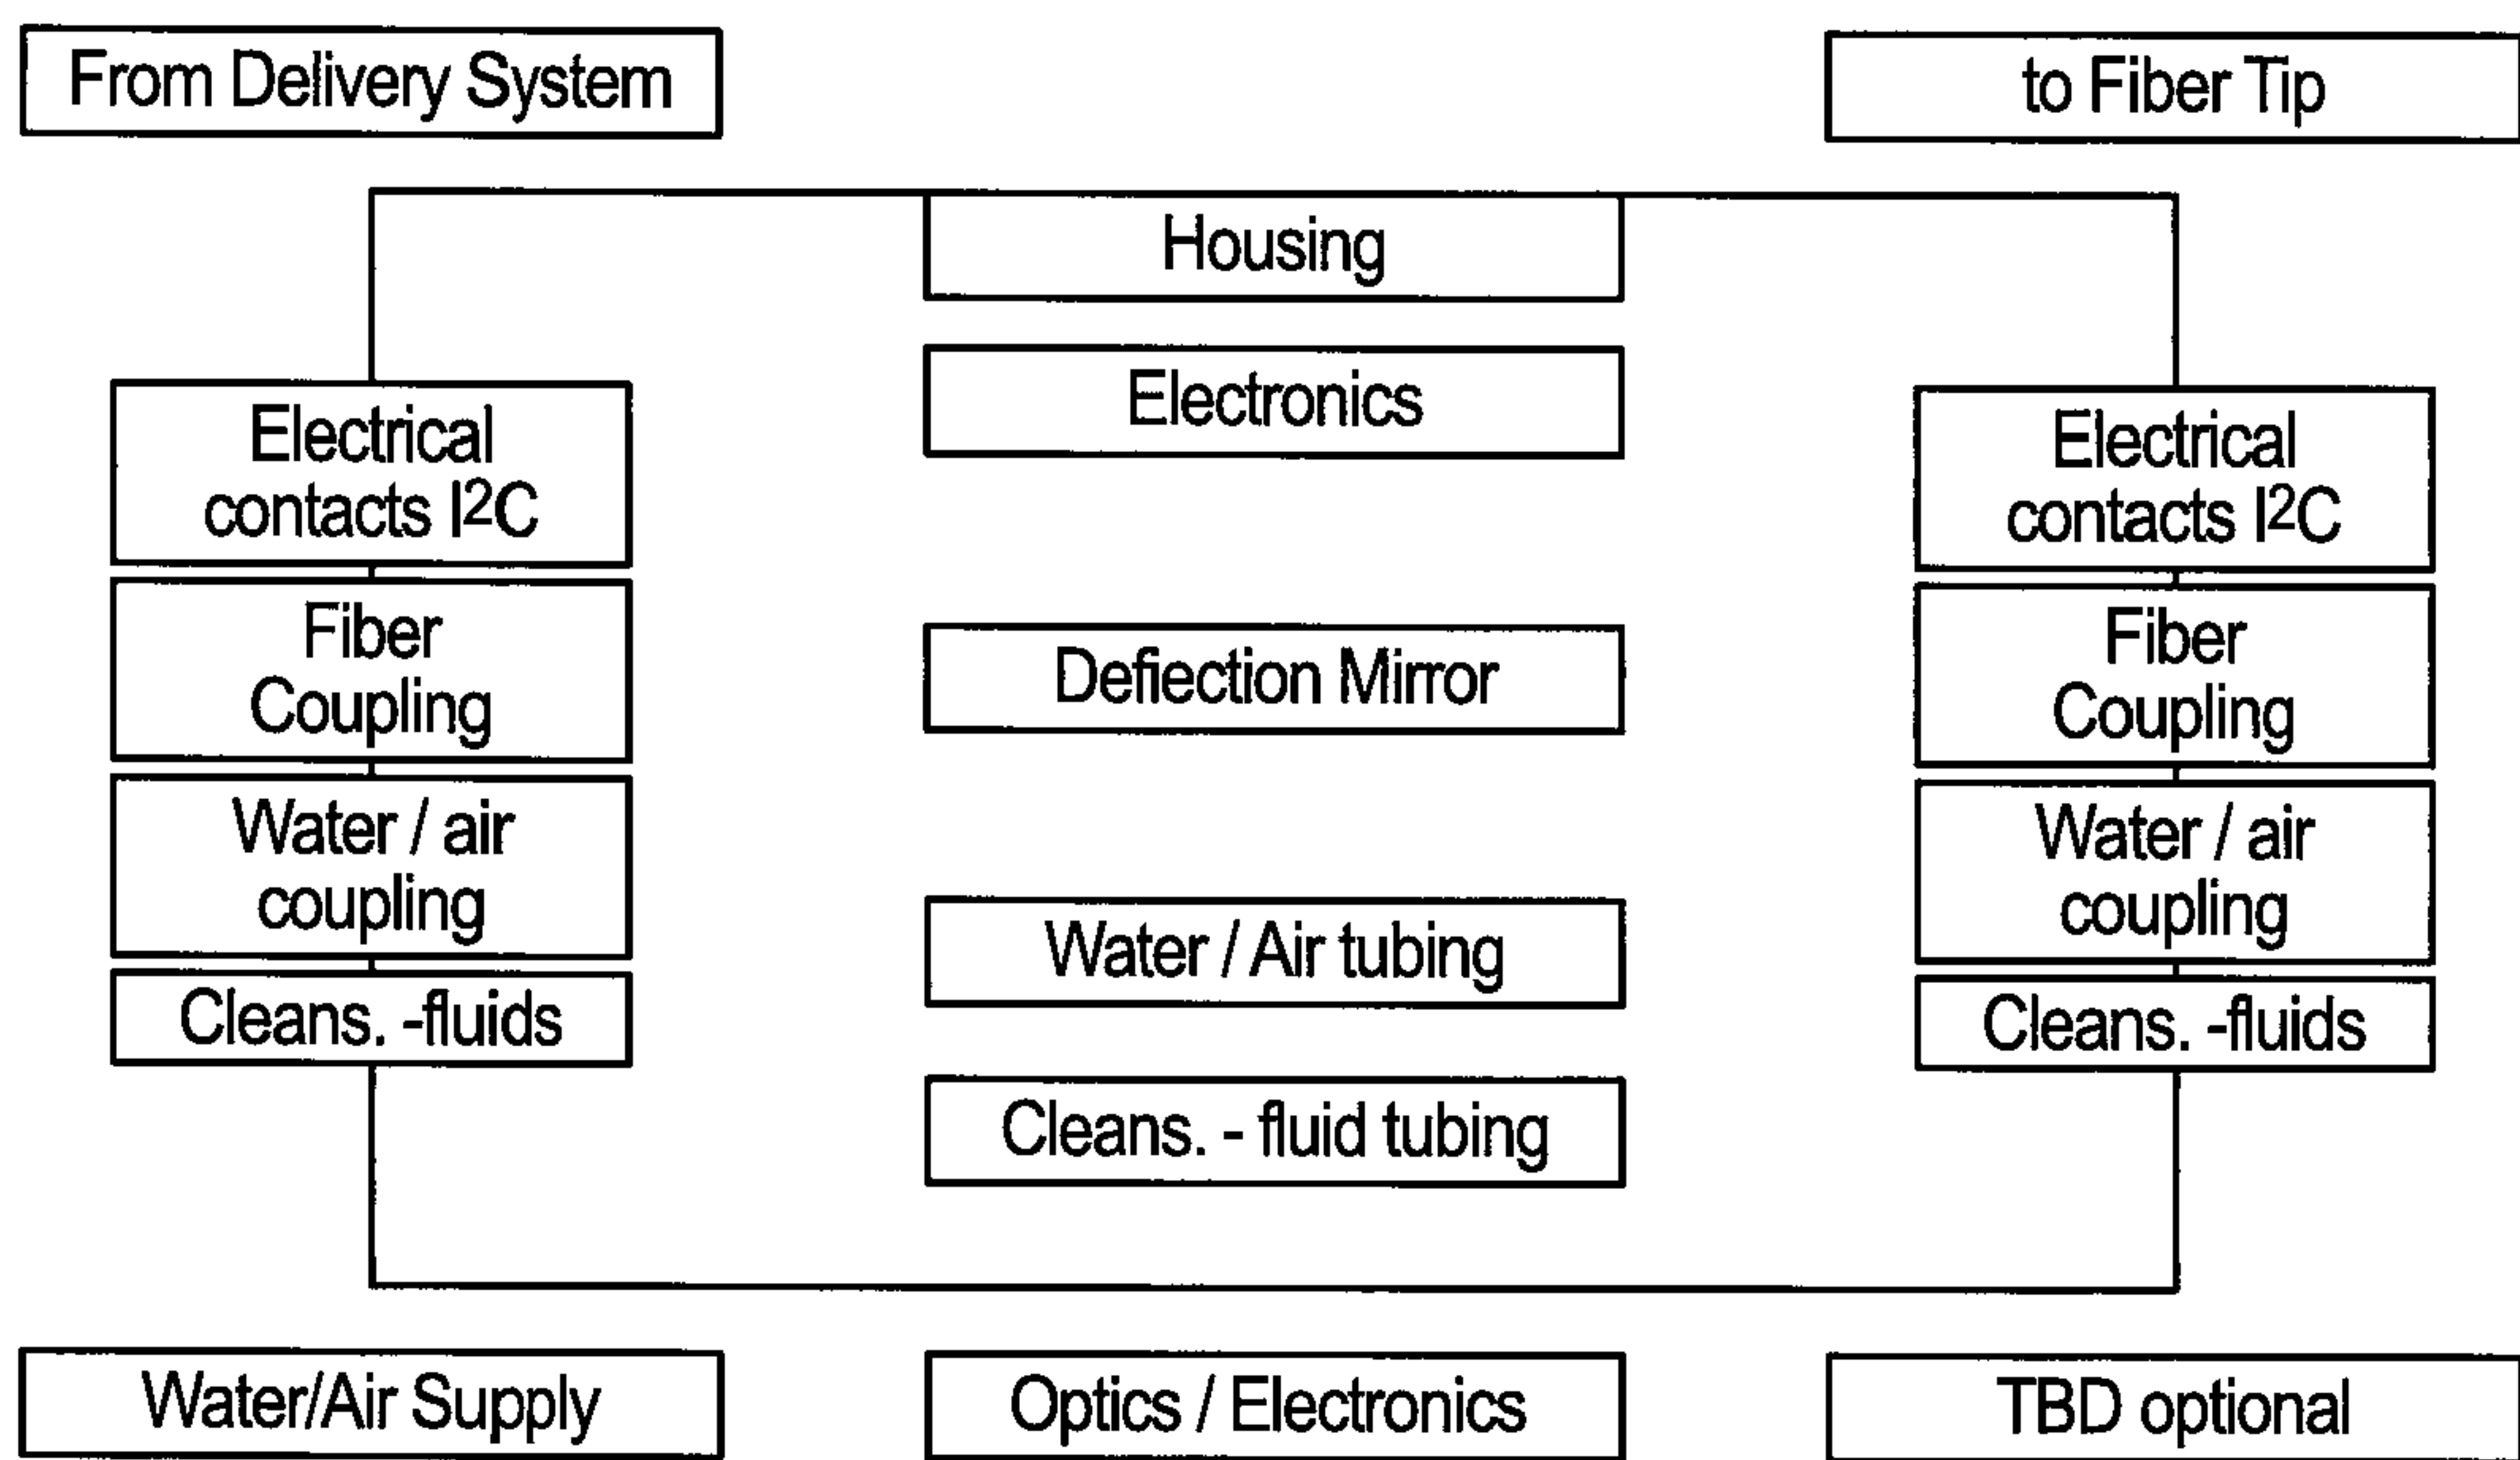 From Delivery System
to Fiber Tip
Housing
Electronics
Electrical
contacts I²C
Fiber
Coupling
Water / air
coupling
Cleans. -fluids
Deflection Mirror
Water / Air tubing
Cleans. - fluid tubing
Electrical
contacts I²C
Fiber
Coupling
Water / air
coupling
Cleans. -fluids
Water/Air Supply
Optics / Electronics
TBD optional